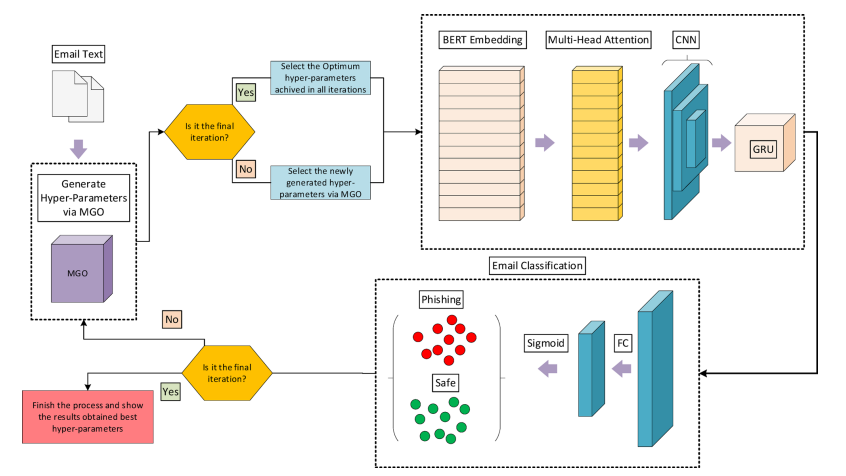 Email Text
Generate
Hyper-Parameters
via MGO
MGO
Is it the final
iteration?
Yes
No
Select the Optimum
hyper-parameters
achived in all iterations
Select the newly
generated hyper-
parameters via MGO
BERT Embedding
Multi-Head Attention
CNN
GRU
Email Classification
Phishing
Safe
Sigmoid
FC
Is it the final
iteration?
No
Yes
Finish the process and show
the results obtained best
hyper-parameters